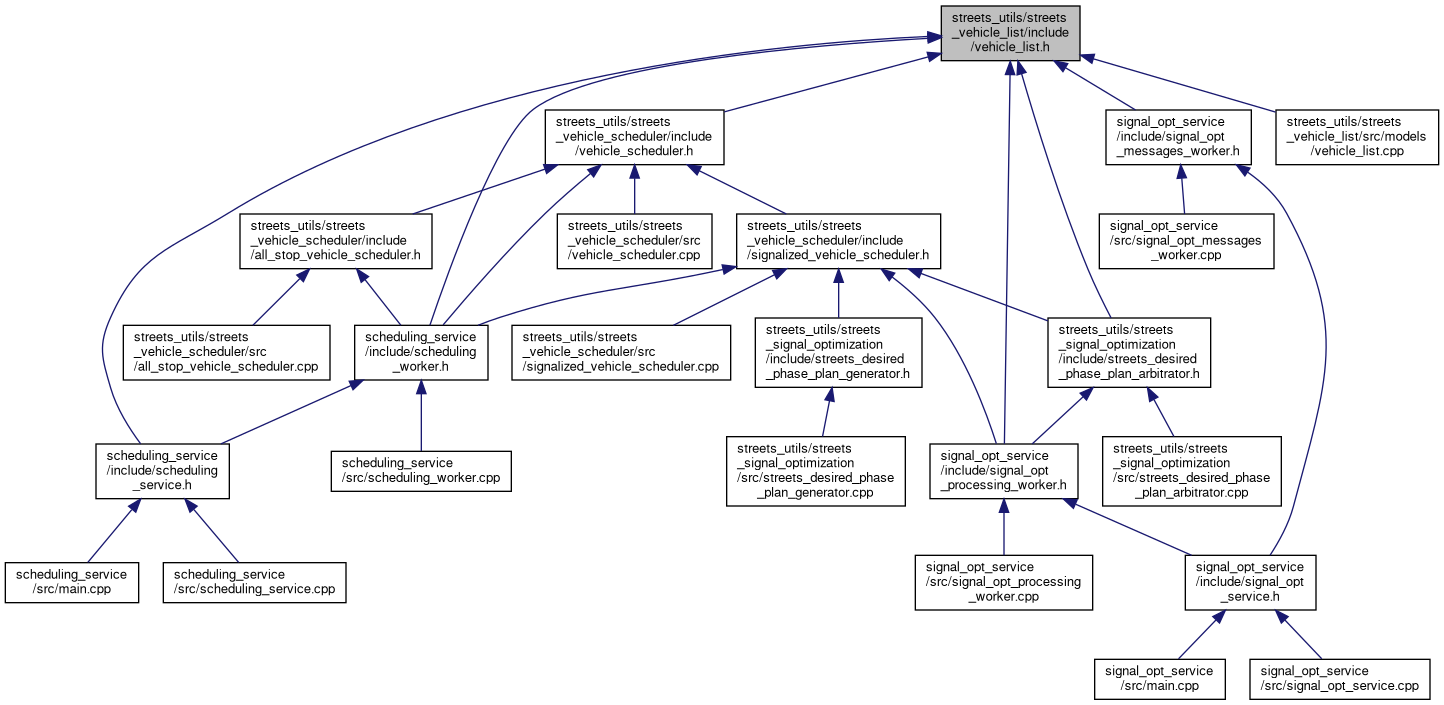 streets_utils/streets
_vehicle_list/include
/vehicle_list.h
streets_utils/streets
_vehicle_scheduler/include
/vehicle_scheduler.h
signal_opt_service
/include/signal_opt
_messages_worker.h
streets_utils/streets
_vehicle_list/src/models
/vehicle_list.cpp
streets_utils/streets
_vehicle_scheduler/include
/all_stop_vehicle_scheduler.h
streets_utils/streets
_vehicle_scheduler/src
/vehicle_scheduler.cpp
streets_utils/streets
_vehicle_scheduler/include
/signalized_vehicle_scheduler.h
signal_opt_service
/src/signal_opt_messages
_worker.cpp
streets_utils/streets
_vehicle_scheduler/src
/all_stop_vehicle_scheduler.cpp
scheduling_service
/include/scheduling
_worker.h
streets_utils/streets
_vehicle_scheduler/src
/signalized_vehicle_scheduler.cpp
streets_utils/streets
_signal_optimization
/include/streets_desired
_phase_plan_generator.h
streets_utils/streets
_signal_optimization
/include/streets_desired
_phase_plan_arbitrator.h
scheduling_service
/include/scheduling
_service.h
scheduling_service
/src/scheduling_worker.cpp
streets_utils/streets
_signal_optimization
/src/streets_desired_phase
_plan_generator.cpp
signal_opt_service
/include/signal_opt
_processing_worker.h
streets_utils/streets
_signal_optimization
/src/streets_desired_phase
_plan_arbitrator.cpp
scheduling_service
/src/main.cpp
scheduling_service
/src/scheduling_service.cpp
signal_opt_service
/src/signal_opt_processing
_worker.cpp
signal_opt_service
/include/signal_opt
_service.h
signal_opt_service
/src/main.cpp
signal_opt_service
/src/signal_opt_service.cpp